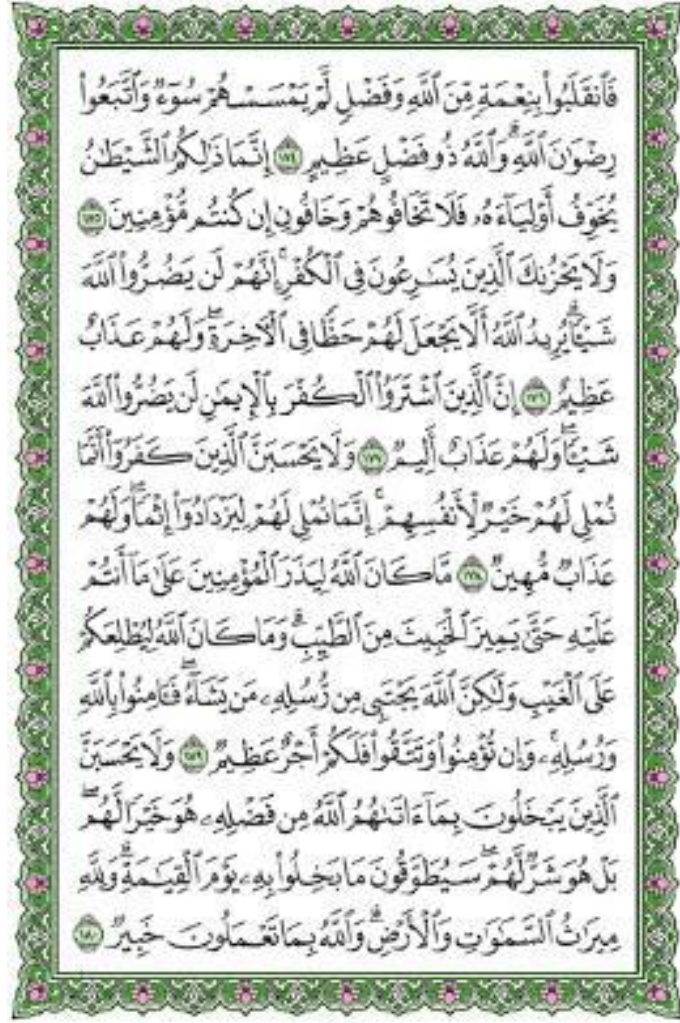 فَٱنقَلَبُوا۟ بِنِعْمَةٍ مِّنَ ٱللَّهِ وَفَضْلٍ لَّمْ يَمْسَسْهُمْ سُوٓءٌ وَٱتَّبَعُوا۟
رِضْوَٰنَ ٱللَّهِ ۗ وَٱللَّهُ ذُو فَضْلٍ عَظِيمٍ ١٧٤ إِنَّمَا ذَٰلِكُمُ ٱلشَّيْطَٰنُ
يُخَوِّفُ أَوْلِيَآءَهُۥ فَلَا تَخَافُوهُمْ وَخَافُونِ إِن كُنتُم مُّؤْمِنِينَ ١٧٥
وَلَا يَحْزُنكَ ٱلَّذِينَ يُسَٰرِعُونَ فِى ٱلْكُفْرِ ۚ إِنَّهُمْ لَن يَضُرُّوا۟ ٱللَّهَ
شَيْـًٔا ۗ يُرِيدُ ٱللَّهُ أَلَّا يَجْعَلَ لَهُمْ حَظًّا فِى ٱلْـَٔاخِرَةِ ۖ وَلَهُمْ عَذَابٌ
عَظِيمٌ ١٧٦ إِنَّ ٱلَّذِينَ ٱشْتَرَوُا۟ ٱلْكُفْرَ بِٱلْإِيمَٰنِ لَن يَضُرُّوا۟ ٱللَّهَ
شَيْـًٔا ۖ وَلَهُمْ عَذَابٌ أَلِيمٌ ١٧٧ وَلَا يَحْسَبَنَّ ٱلَّذِينَ كَفَرُوٓا۟ أَنَّمَا
نُمْلِى لَهُمْ خَيْرٌ لِّأَنفُسِهِمْ ۚ إِنَّمَا نُمْلِى لَهُمْ لِيَزْدَادُوٓا۟ إِثْمًا ۚ وَلَهُمْ
عَذَابٌ مُّهِينٌ ١٧٨ مَّا كَانَ ٱللَّهُ لِيَذَرَ ٱلْمُؤْمِنِينَ عَلَىٰ مَآ أَنتُمْ
عَلَيْهِ حَتَّىٰ يَمِيزَ ٱلْخَبِيثَ مِنَ ٱلطَّيِّبِ ۗ وَمَا كَانَ ٱللَّهُ لِيُطْلِعَكُمْ
عَلَى ٱلْغَيْبِ وَلَٰكِنَّ ٱللَّهَ يَجْتَبِى مِن رُّسُلِهِۦ مَن يَشَآءُ ۖ فَـَٔامِنُوا۟ بِٱللَّهِ
وَرُسُلِهِۦ ۚ وَإِن تُؤْمِنُوا۟ وَتَتَّقُوا۟ فَلَكُمْ أَجْرٌ عَظِيمٌ ١٧٩ وَلَا يَحْسَبَنَّ
ٱلَّذِينَ يَبْخَلُونَ بِمَآ ءَاتَىٰهُمُ ٱللَّهُ مِن فَضْلِهِۦ هُوَ خَيْرًا لَّهُم ۖ
بَلْ هُوَ شَرٌّ لَّهُمْ ۖ سَيُطَوَّقُونَ مَا بَخِلُوا۟ بِهِۦ يَوْمَ ٱلْقِيَٰمَةِ ۗ وَلِلَّهِ
مِيرَٰثُ ٱلسَّمَٰوَٰتِ وَٱلْأَرْضِ ۗ وَٱللَّهُ بِمَا تَعْمَلُونَ خَبِيرٌ ١٨٠